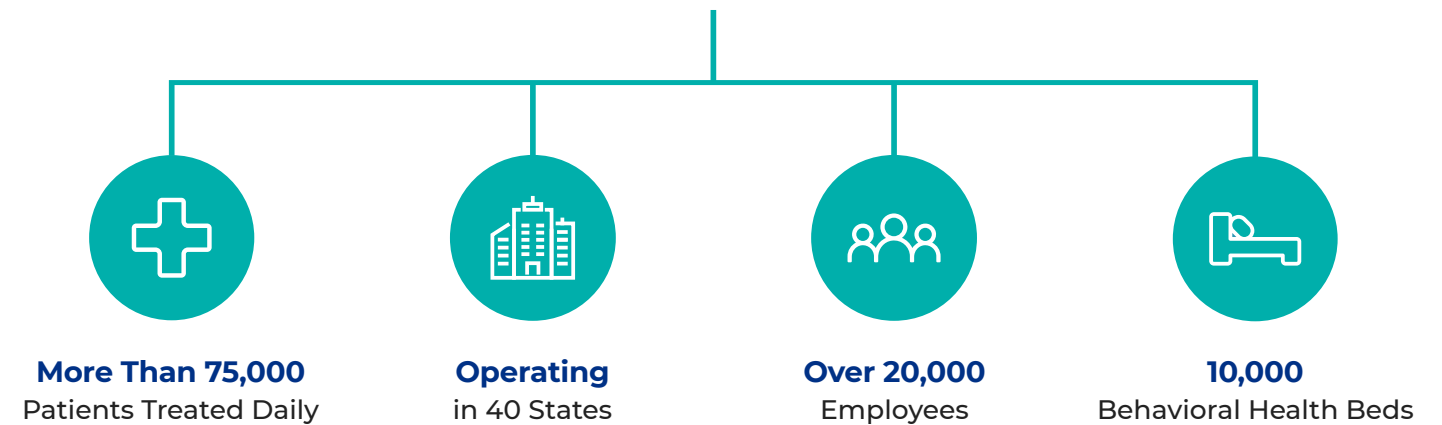 More Than 75,000
Patients Treated Daily
Operating
in 40 States
Over 20,000
Employees
10,000
Behavioral Health Beds